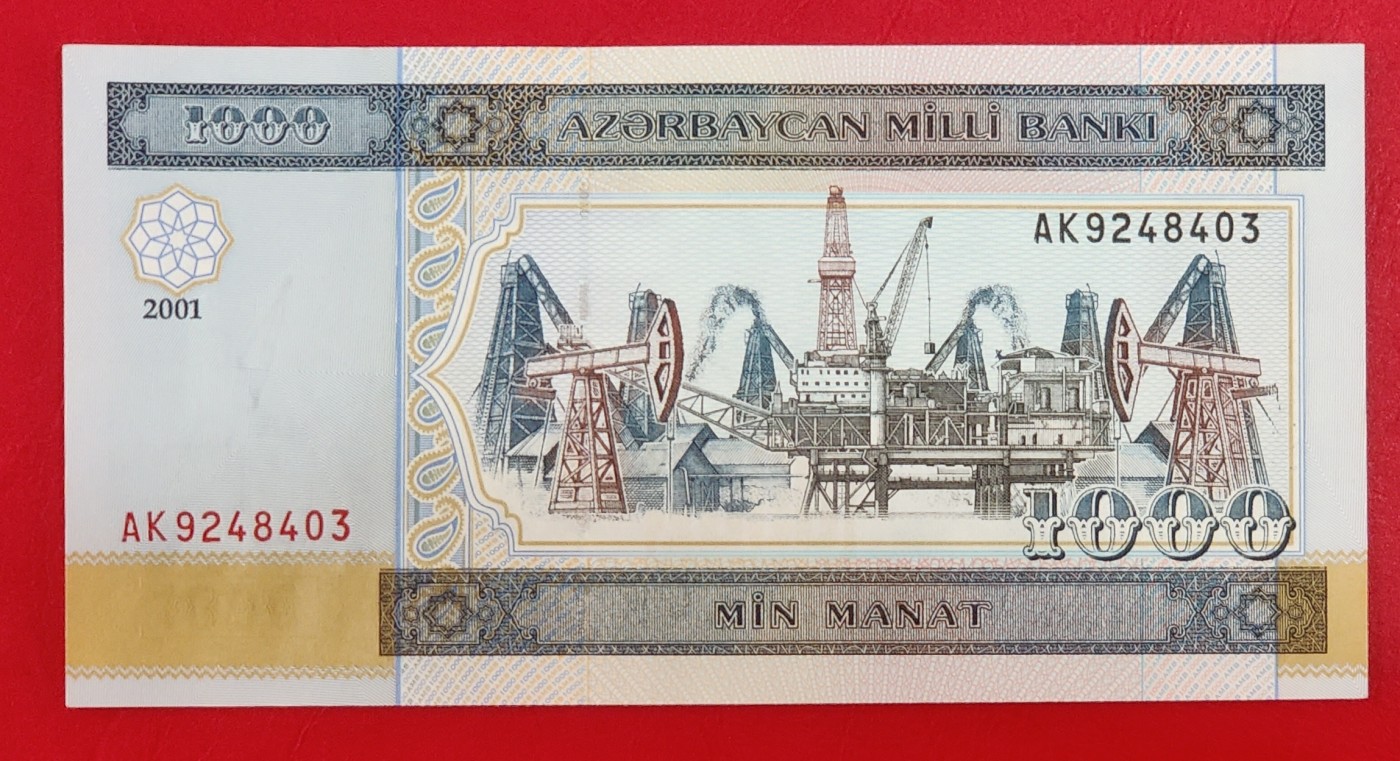 1000
AZƏRBAYCAN MİLLİ BANKI
AK9248403
2001
AK9248403
1000
MİN MANAT